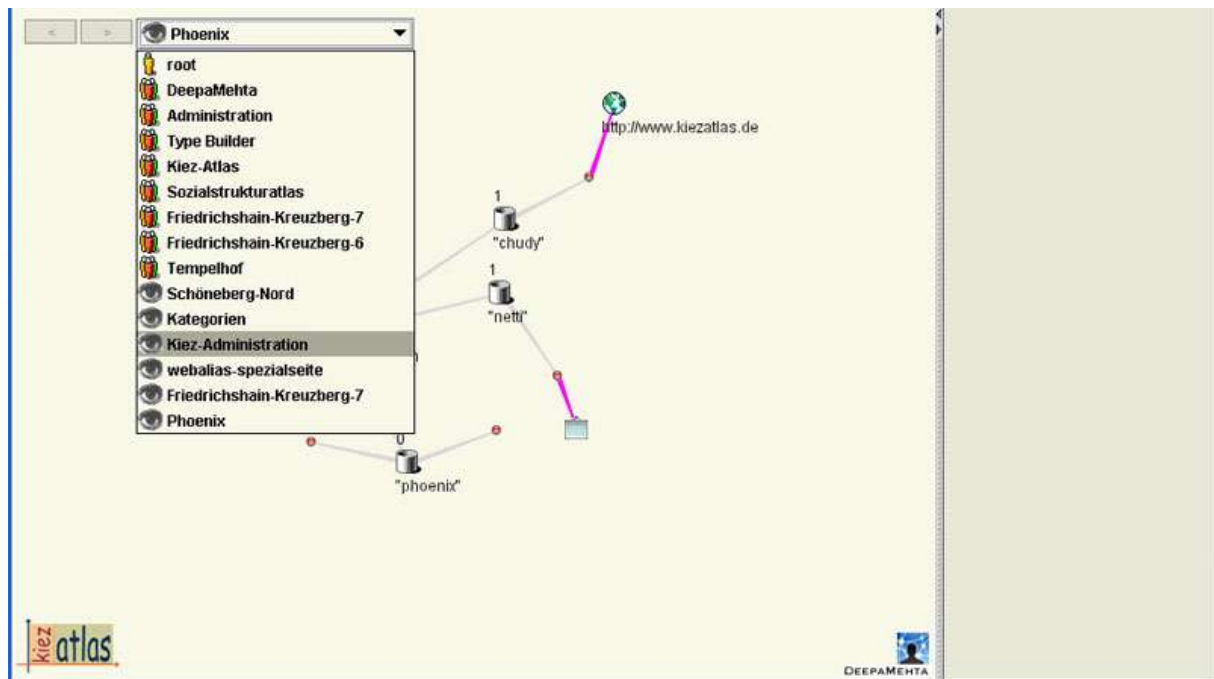 < >
Phoenix
root
DeepaMehta
Administration
Type Builder
Kiez-Atlas
Sozialstrukturatlas
Friedrichshain-Kreuzberg-7
Friedrichshain-Kreuzberg-6
Tempelhof
Schöneberg-Nord
Kategorien
Kiez-Administration
webalias-spezialseite
Friedrichshain-Kreuzberg-7
Phoenix
http://www.kiezatlas.de
1
"chudy"
1
"netti"
0
"phoenix"
kiez atlas
DEEPAMEHTA